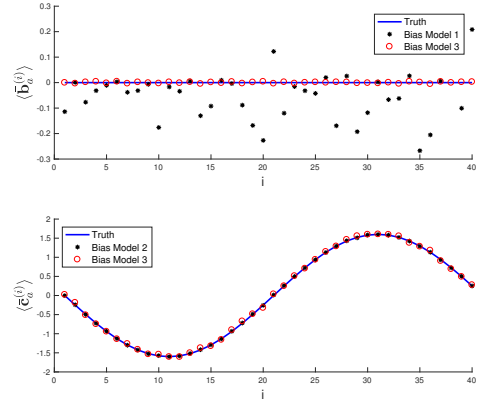 0.3
0.2
0.1
0
-0.1
-0.2
-0.3
⟨b̄ₐ⁽ⁱ⁾⟩
Truth
Bias Model 1
Bias Model 3
0 5 10 15 20 25 30 35 40
i
2
1.5
1
0.5
0
-0.5
-1
-1.5
-2
⟨c̄ₐ⁽ⁱ⁾⟩
Truth
Bias Model 2
Bias Model 3
0 5 10 15 20 25 30 35 40
i